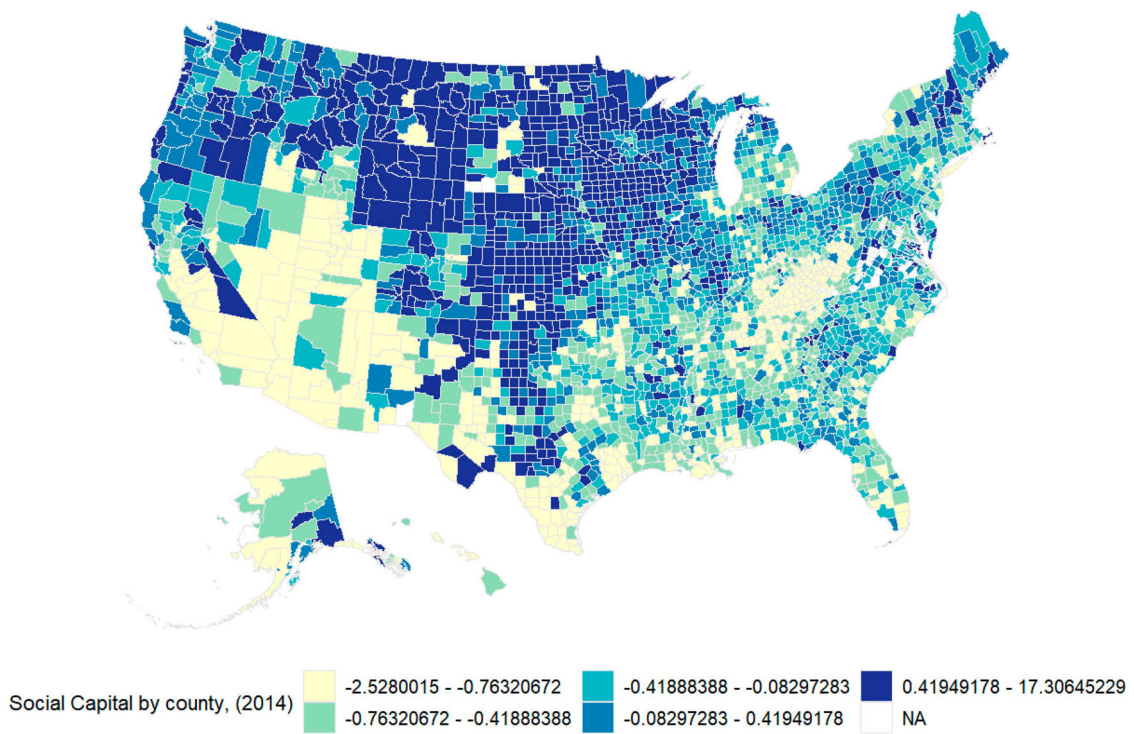 Social Capital by county, (2014)
-2.5280015 - -0.76320672
-0.76320672 - -0.41888388
-0.41888388 - -0.08297283
-0.08297283 - 0.41949178
0.41949178 - 17.30645229
NA